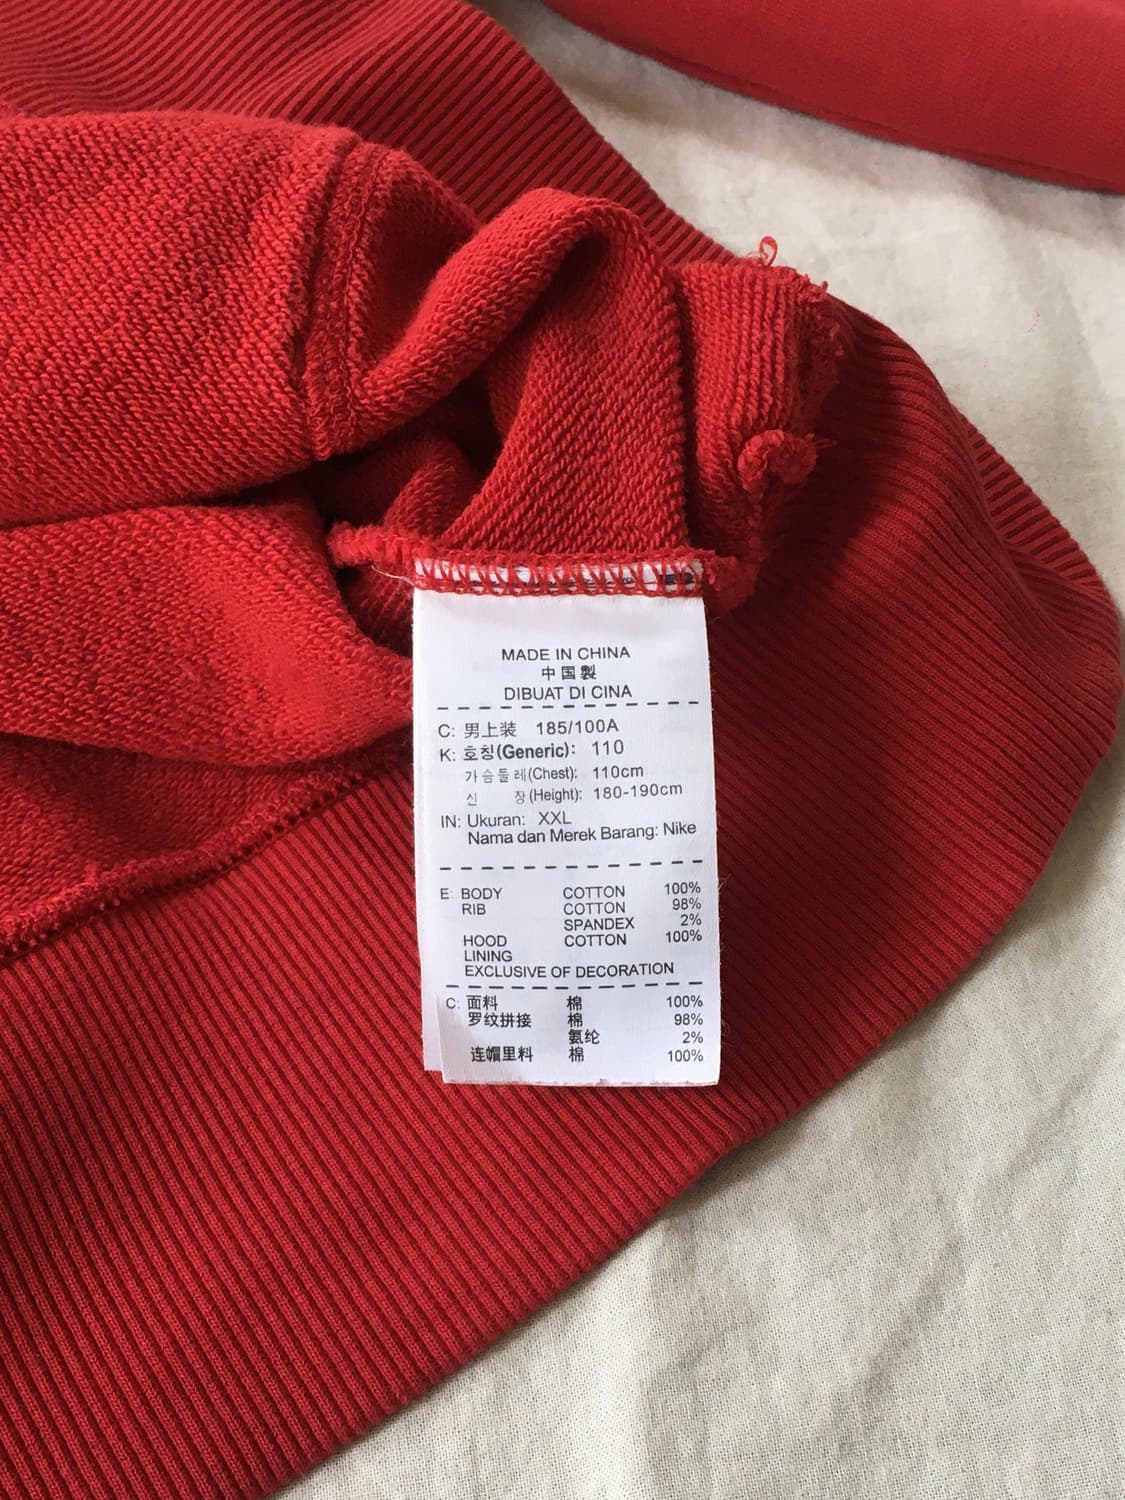 MADE IN CHINA
中国製
DIBUAT DI CINA
C: 男上装 185/100A
K: 호칭(Generic): 110
가슴둘레(Chest): 110cm
신 장(Height): 180-190cm
IN: Ukuran: XXL
Nama dan Merek Barang: Nike
E: BODY COTTON 100%
RIB COTTON 98%
SPANDEX 2%
HOOD COTTON 100%
LINING
EXCLUSIVE OF DECORATION
C: 面料 棉 100%
罗纹拼接 棉 98%
氨纶 2%
连帽里料 棉 100%